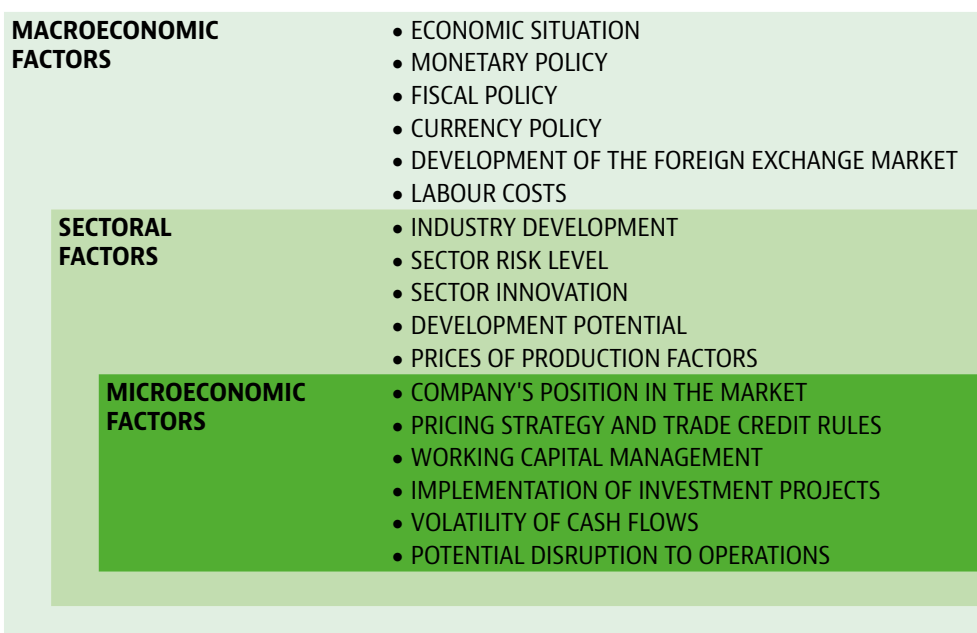 MACROECONOMIC
FACTORS
• ECONOMIC SITUATION
• MONETARY POLICY
• FISCAL POLICY
• CURRENCY POLICY
• DEVELOPMENT OF THE FOREIGN EXCHANGE MARKET
• LABOUR COSTS
SECTORAL
FACTORS
• INDUSTRY DEVELOPMENT
• SECTOR RISK LEVEL
• SECTOR INNOVATION
• DEVELOPMENT POTENTIAL
• PRICES OF PRODUCTION FACTORS
MICROECONOMIC
FACTORS
• COMPANY'S POSITION IN THE MARKET
• PRICING STRATEGY AND TRADE CREDIT RULES
• WORKING CAPITAL MANAGEMENT
• IMPLEMENTATION OF INVESTMENT PROJECTS
• VOLATILITY OF CASH FLOWS
• POTENTIAL DISRUPTION TO OPERATIONS